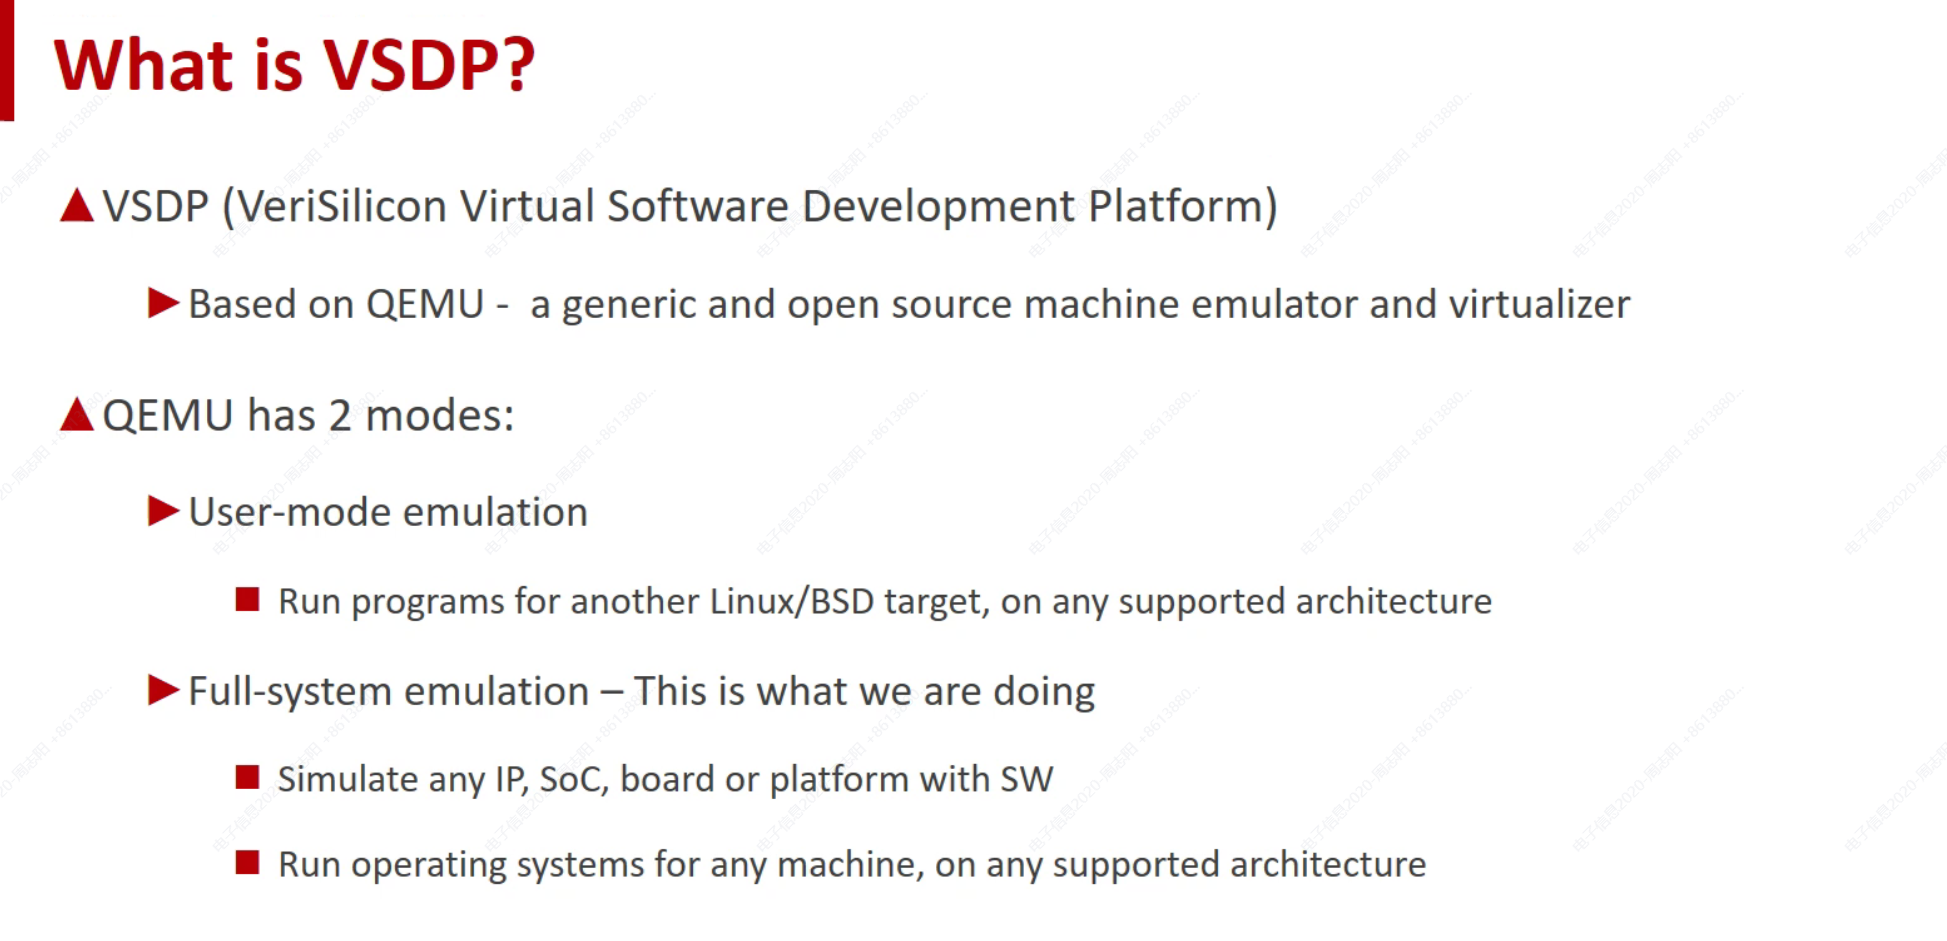 What is VSDP?
VSDP (VeriSilicon Virtual Software Development Platform)
Based on QEMU - a generic and open source machine emulator and virtualizer
QEMU has 2 modes:
User-mode emulation
Run programs for another Linux/BSD target, on any supported architecture
Full-system emulation – This is what we are doing
Simulate any IP, SoC, board or platform with SW
Run operating systems for any machine, on any supported architecture